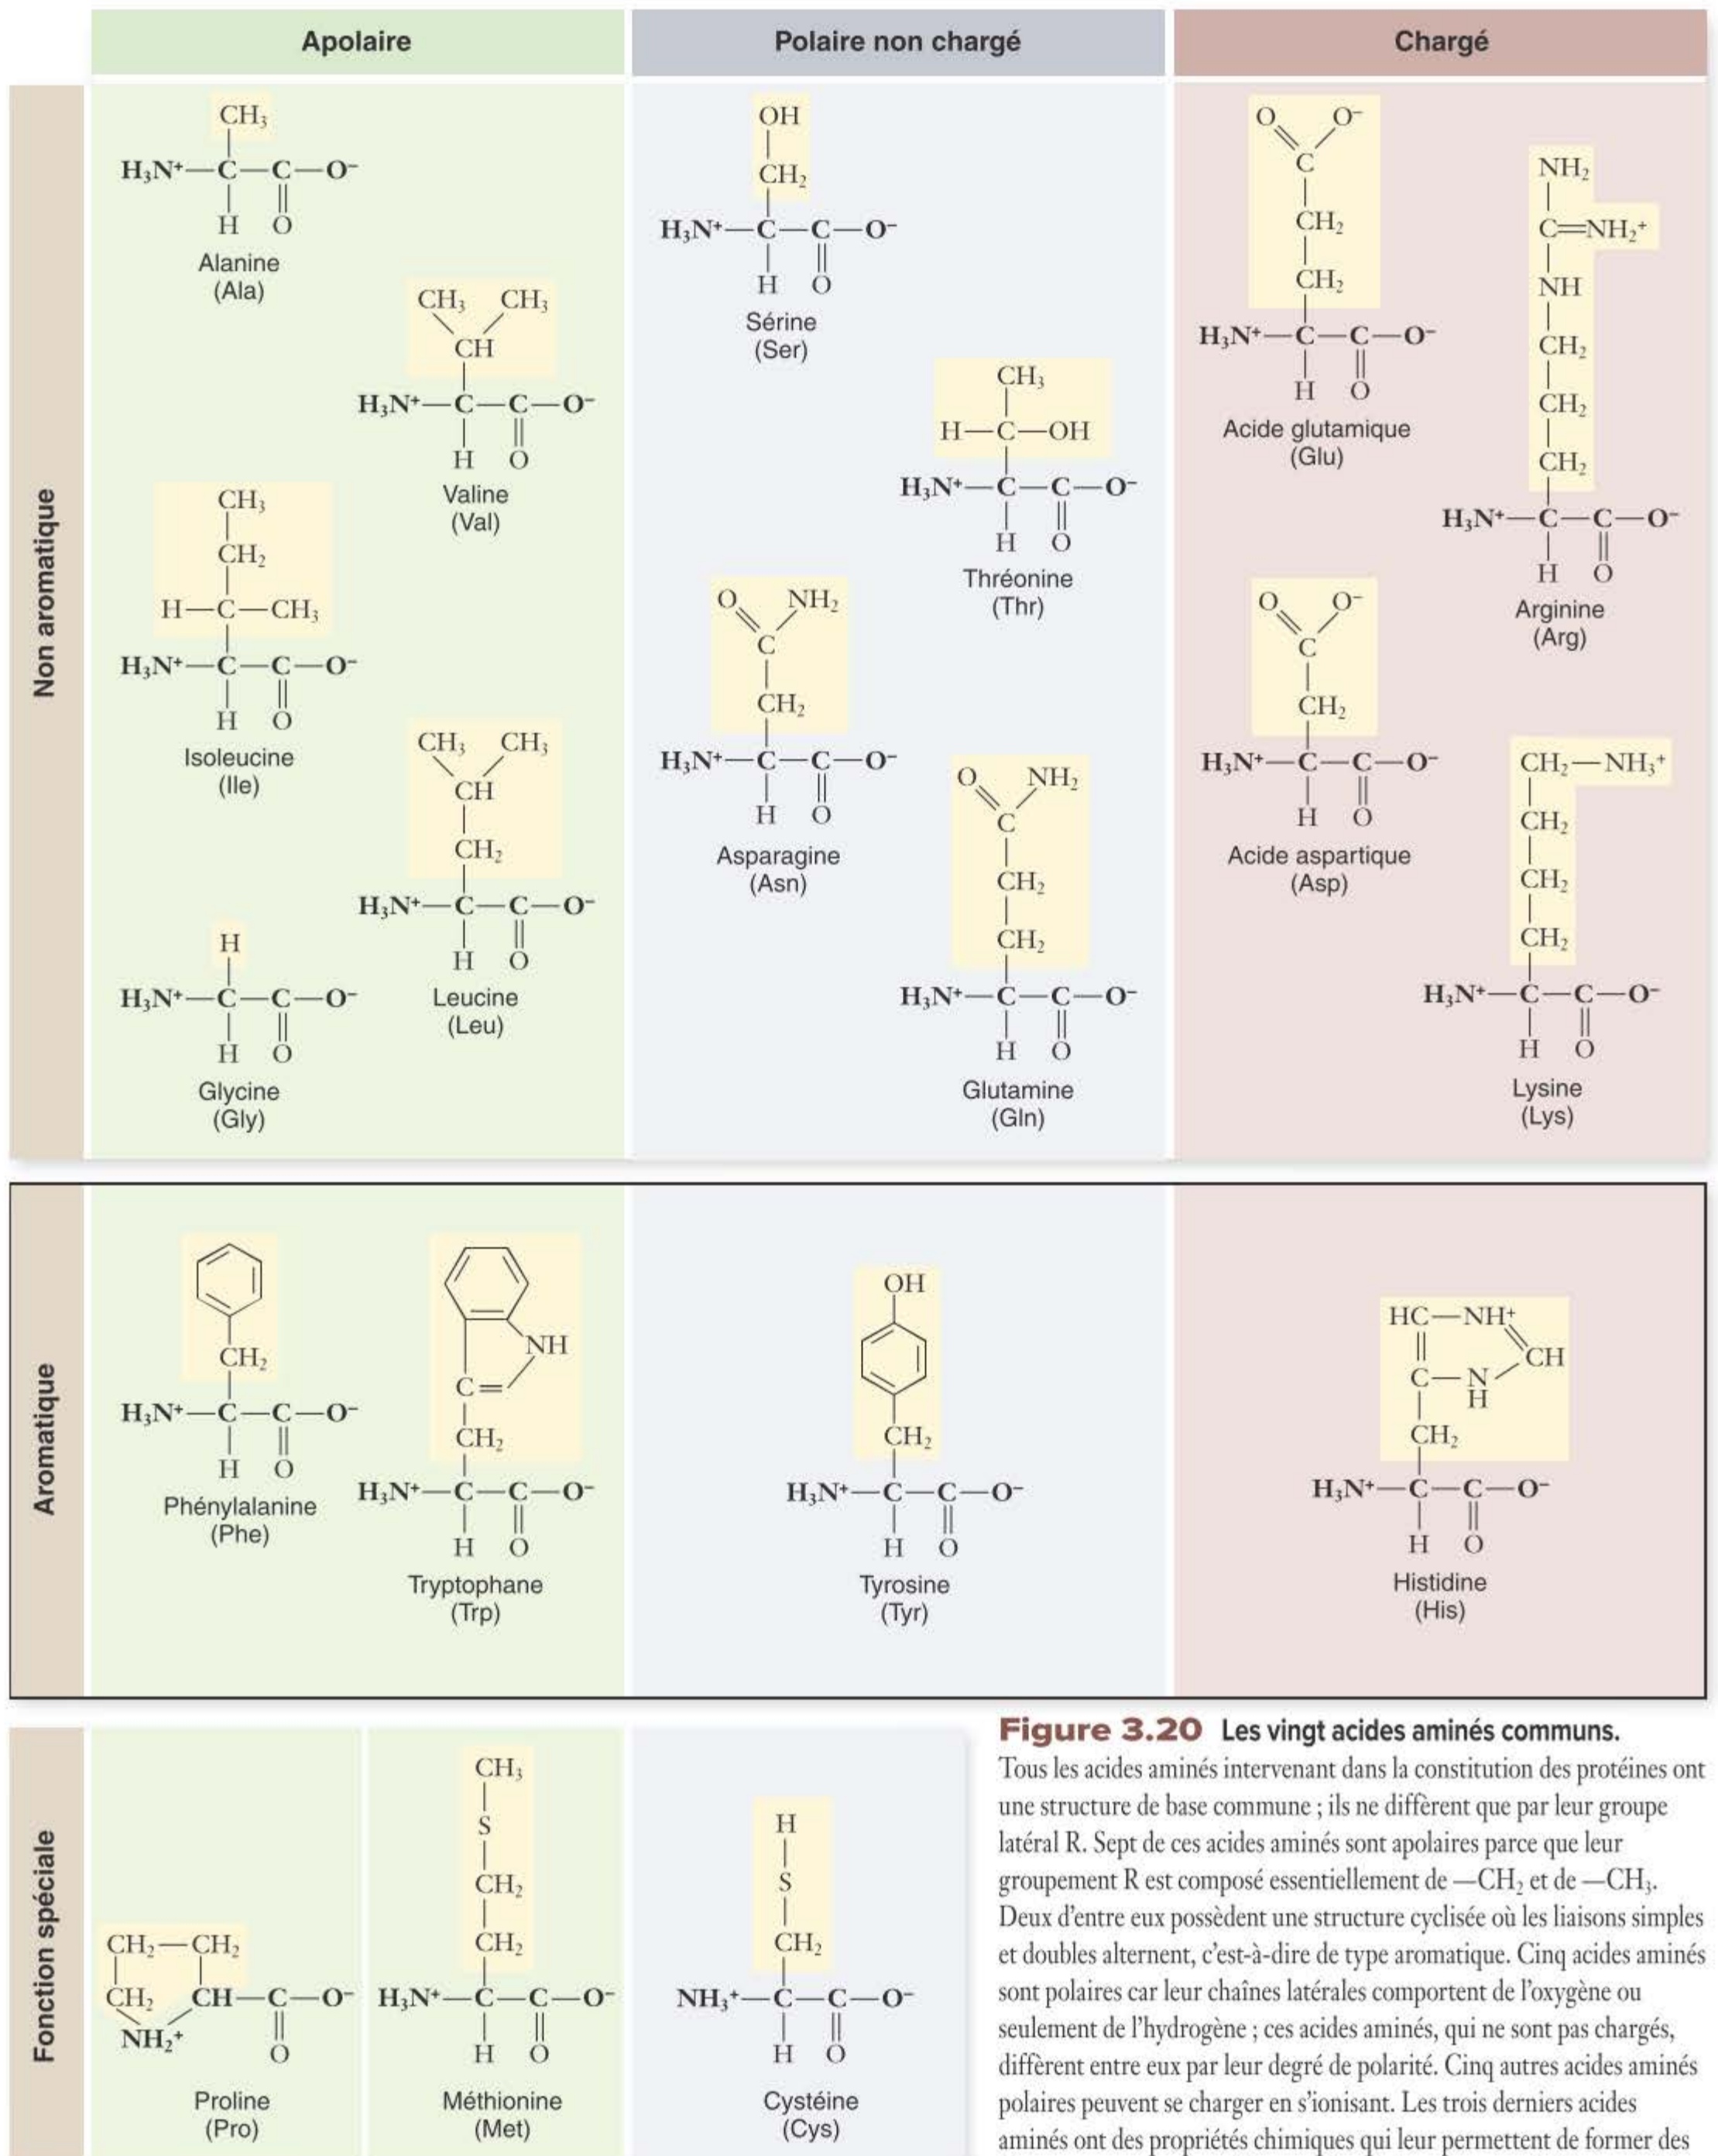 Apolaire
Polaire non chargé
Chargé
Non aromatique
CH₃
H₃N⁺—C—C—O⁻
H O
Alanine
(Ala)
CH₃ CH₃
CH
H₃N⁺—C—C—O⁻
H O
Valine
(Val)
CH₃
CH₂
H—C—CH₃
H₃N⁺—C—C—O⁻
H O
Isoleucine
(Ile)
CH₃ CH₃
CH
CH₂
H₃N⁺—C—C—O⁻
H O
Leucine
(Leu)
H
H₃N⁺—C—C—O⁻
H O
Glycine
(Gly)
OH
CH₂
H₃N⁺—C—C—O⁻
H O
Sérine
(Ser)
CH₃
H—C—OH
H₃N⁺—C—C—O⁻
H O
Thréonine
(Thr)
O NH₂
C
CH₂
H₃N⁺—C—C—O⁻
H O
Asparagine
(Asn)
O NH₂
C
CH₂
CH₂
H₃N⁺—C—C—O⁻
H O
Glutamine
(Gln)
O O⁻
C
CH₂
CH₂
H₃N⁺—C—C—O⁻
H O
Acide glutamique
(Glu)
NH₂
C=NH₂⁺
NH
CH₂
CH₂
CH₂
H₃N⁺—C—C—O⁻
H O
Arginine
(Arg)
O O⁻
C
CH₂
H₃N⁺—C—C—O⁻
H O
Acide aspartique
(Asp)
CH₂—NH₃⁺
CH₂
CH₂
CH₂
H₃N⁺—C—C—O⁻
H O
Lysine
(Lys)
Aromatique
CH₂
H₃N⁺—C—C—O⁻
H O
Phénylalanine
(Phe)
NH
C=
CH₂
H₃N⁺—C—C—O⁻
H O
Tryptophane
(Trp)
OH
CH₂
H₃N⁺—C—C—O⁻
H O
Tyrosine
(Tyr)
HC—NH⁺
CH
C—N
H
CH₂
H₃N⁺—C—C—O⁻
H O
Histidine
(His)
Fonction spéciale
CH₂—CH₂
CH₂ CH—C—O⁻
NH₂⁺
O
Proline
(Pro)
CH₃
S
CH₂
CH₂
H₃N⁺—C—C—O⁻
H O
Méthionine
(Met)
H
S
CH₂
NH₃⁺—C—C—O⁻
H O
Cystéine
(Cys)
Figure 3.20 Les vingt acides aminés communs.
Tous les acides aminés intervenant dans la constitution des protéines ont
une structure de base commune ; ils ne diffèrent que par leur groupe
latéral R. Sept de ces acides aminés sont apolaires parce que leur
groupement R est composé essentiellement de —CH₂ et de —CH₃.
Deux d'entre eux possèdent une structure cyclisée où les liaisons simples
et doubles alternent, c'est-à-dire de type aromatique. Cinq acides aminés
sont polaires car leur chaînes latérales comportent de l'oxygène ou
seulement de l'hydrogène ; ces acides aminés, qui ne sont pas chargés,
diffèrent entre eux par leur degré de polarité. Cinq autres acides aminés
polaires peuvent se charger en s'ionisant. Les trois derniers acides
aminés ont des propriétés chimiques qui leur permettent de former des